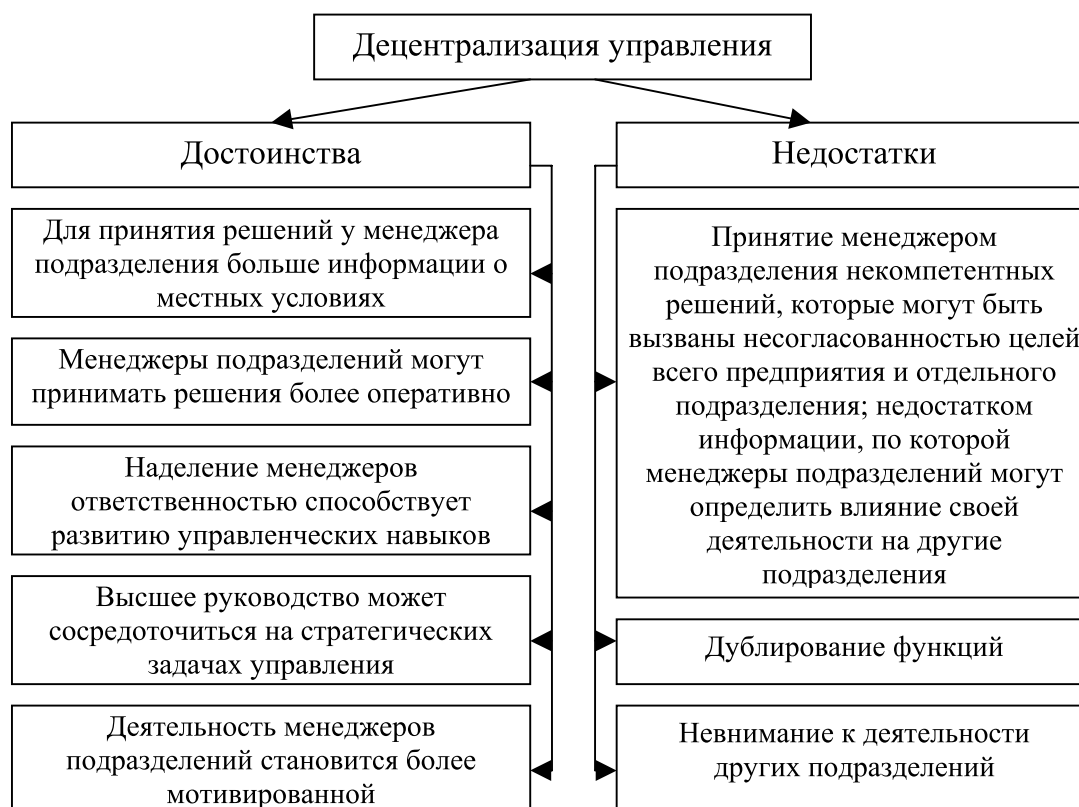 Децентрализация управления
Достоинства
Для принятия решений у менеджера
подразделения больше информации о
местных условиях
Менеджеры подразделений могут
принимать решения более оперативно
Наделение менеджеров
ответственностью способствует
развитию управленческих навыков
Высшее руководство может
сосредоточиться на стратегических
задачах управления
Деятельность менеджеров
подразделений становится более
мотивированной
Недостатки
Принятие менеджером
подразделения некомпетентных
решений, которые могут быть
вызваны несогласованностью целей
всего предприятия и отдельного
подразделения; недостатком
информации, по которой
менеджеры подразделений могут
определить влияние своей
деятельности на другие
подразделения
Дублирование функций
Невнимание к деятельности
других подразделений